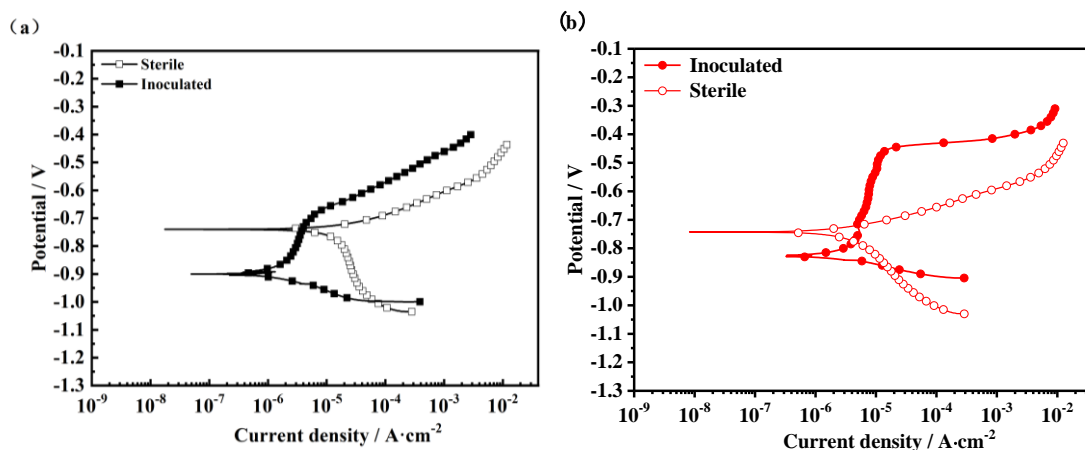 (a)
-0.1
-0.2
-0.3
-0.4
-0.5
-0.6
-0.7
-0.8
-0.9
-1.0
-1.1
-1.2
-1.3
Potential / V
Sterile
Inoculated
10⁻⁹ 10⁻⁸ 10⁻⁷ 10⁻⁶ 10⁻⁵ 10⁻⁴ 10⁻³ 10⁻² 10⁻¹
Current density / A·cm⁻²
(b)
-0.1
-0.2
-0.3
-0.4
-0.5
-0.6
-0.7
-0.8
-0.9
-1.0
-1.1
-1.2
-1.3
Potential / V
Inoculated
Sterile
10⁻⁹ 10⁻⁸ 10⁻⁷ 10⁻⁶ 10⁻⁵ 10⁻⁴ 10⁻³ 10⁻²
Current density / A·cm⁻²